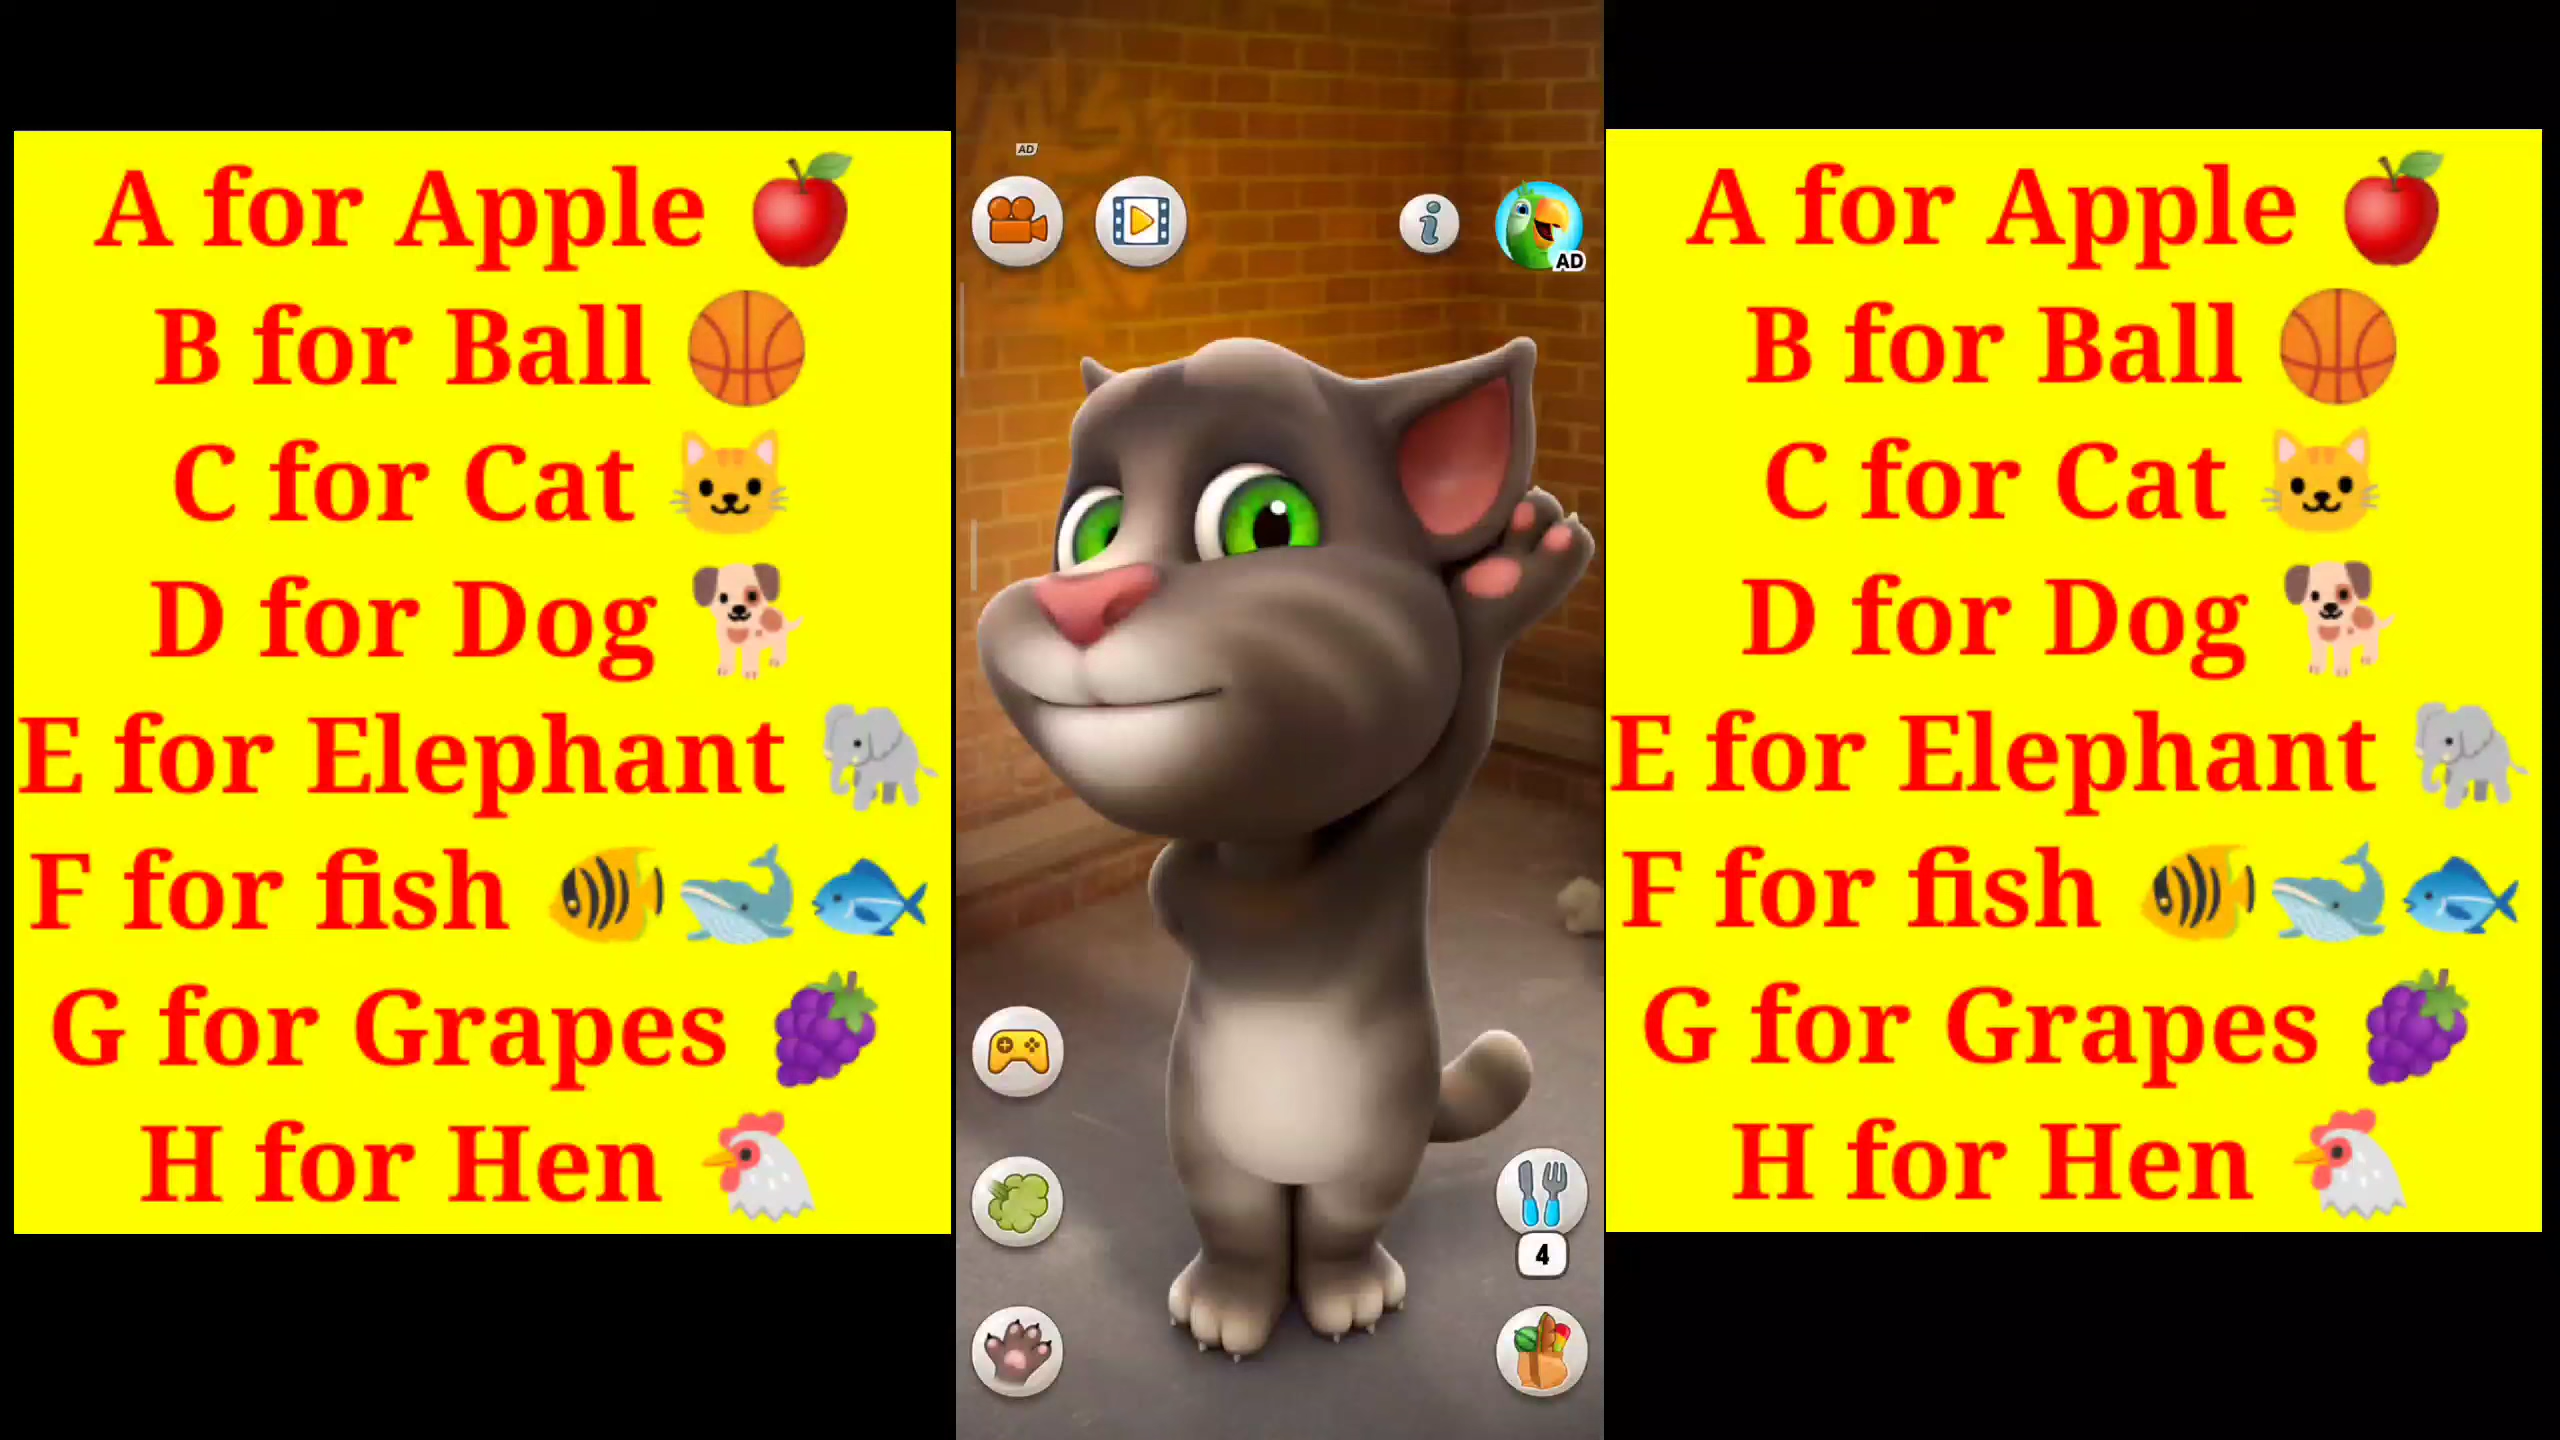 A for Apple
B for Ball
C for Cat
D for Dog
E for Elephant
F for fish
G for Grapes
H for Hen
AD
AD
4
A for Apple
B for Ball
C for Cat
D for Dog
E for Elephant
F for fish
G for Grapes
H for Hen